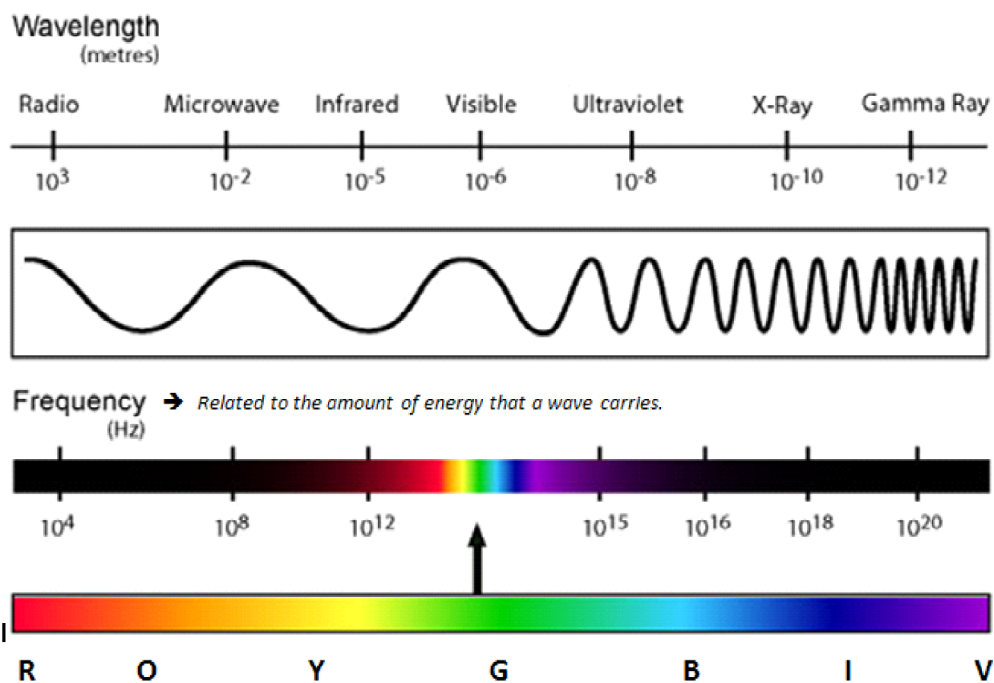 Wavelength
(metres)
Radio Microwave Infrared Visible Ultraviolet X-Ray Gamma Ray
10³ 10⁻² 10⁻⁵ 10⁻⁶ 10⁻⁸ 10⁻¹⁰ 10⁻¹²
Frequency ➔ Related to the amount of energy that a wave carries.
(Hz)
10⁴ 10⁸ 10¹² 10¹⁵ 10¹⁶ 10¹⁸ 10²⁰
R O Y G B I V